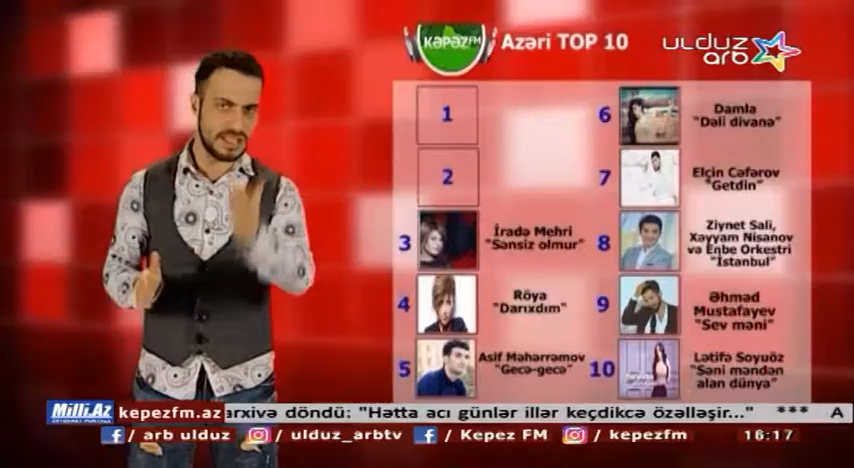 KəPəZ FM
Azəri TOP 10
ULDUZ
arb
1
2
3
İradə Mehri
"Sənsiz olmur"
4
Röya
"Darıxdım"
5
Asif Məhərrəmov
"Gecə-gecə"
6
Damla
"Dəli divanə"
7
Elçin Cəfərov
"Getdin"
8
Ziynet Sali,
Xəyyam Nisanov
və Enbe Orkestri
"İstanbul"
9
Əhməd
Mustafayev
"Sev məni"
10
Lətifə Soyuöz
"Səni məndən
alan dünya"
Milli.Az
kepezfm.az
arxivə döndü: "Hətta acı günlər illər keçdikcə özəlləşir..." *** A
/ arb ulduz / ulduz_arbtv / Kepez FM / kepezfm 16:17